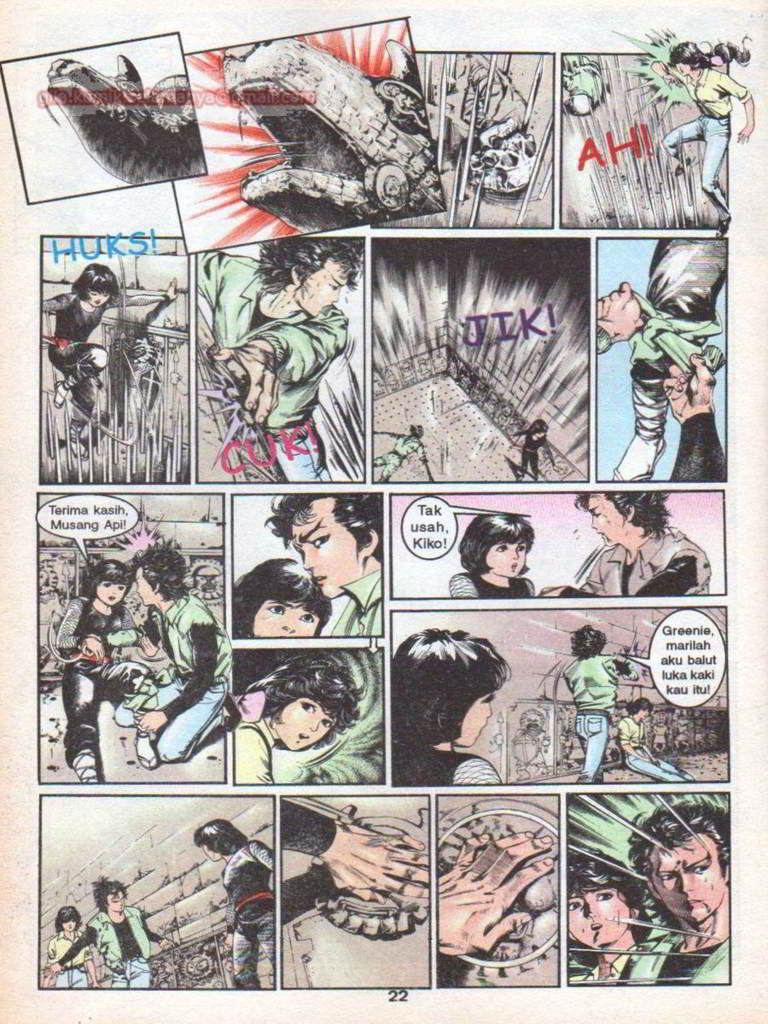 22
AH!
HUKS!
CUK!
JIK!
Terima kasih,
Musang Api!
Tak
usah,
Kiko!
Greenie,
marilah
aku balut
luka kaki
kau itu!
22